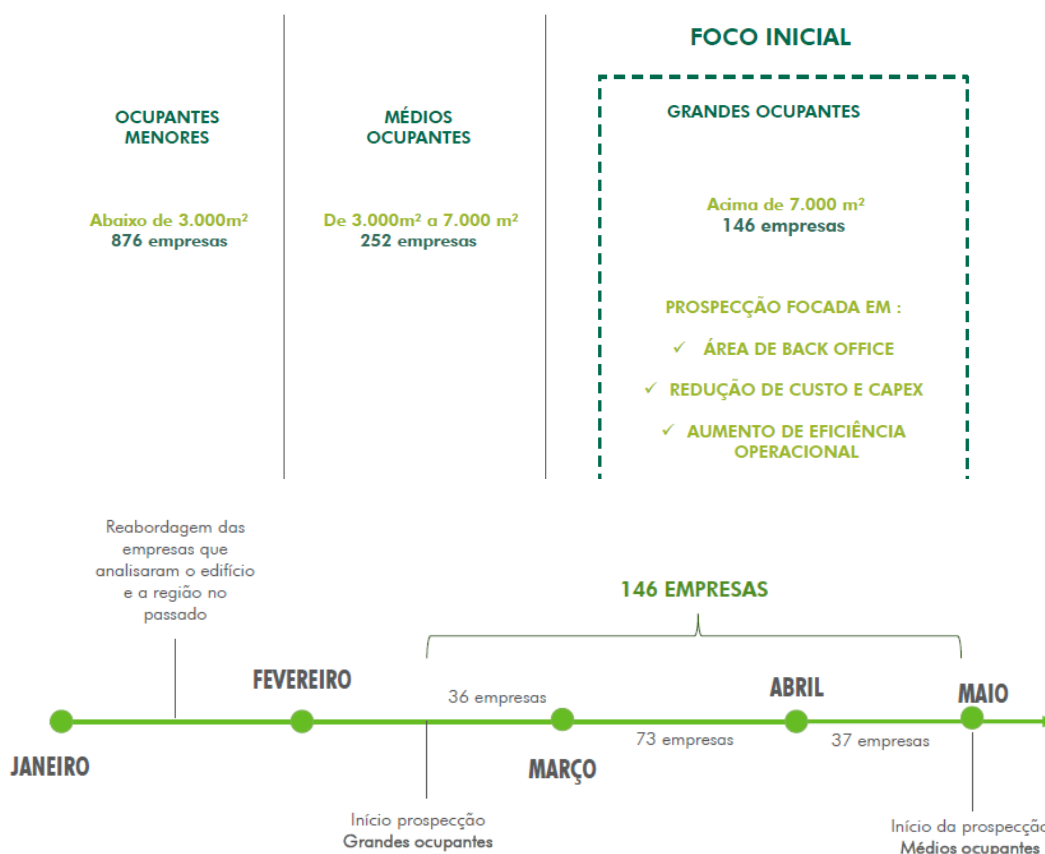 FOCO INICIAL
OCUPANTES
MENORES
Abaixo de 3.000m²
876 empresas
MÉDIOS
OCUPANTES
De 3.000m² a 7.000 m²
252 empresas
GRANDES OCUPANTES
Acima de 7.000 m²
146 empresas
PROSPECÇÃO FOCADA EM :
✓ ÁREA DE BACK OFFICE
✓ REDUÇÃO DE CUSTO E CAPEX
✓ AUMENTO DE EFICIÊNCIA
OPERACIONAL
Reabordagem das
empresas que
analisaram o edifício
e a região no
passado
146 EMPRESAS
JANEIRO
FEVEREIRO
36 empresas
MARÇO
73 empresas
ABRIL
37 empresas
MAIO
Início prospecção
Grandes ocupantes
Início da prospecção
Médios ocupantes